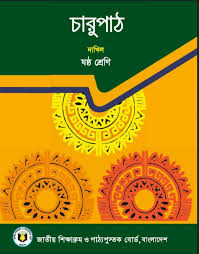 চারুপাঠ
দাখিল
ষষ্ঠ শ্রেণি
জাতীয় শিক্ষাক্রম ও পাঠ্যপুস্তক বোর্ড, বাংলাদেশ